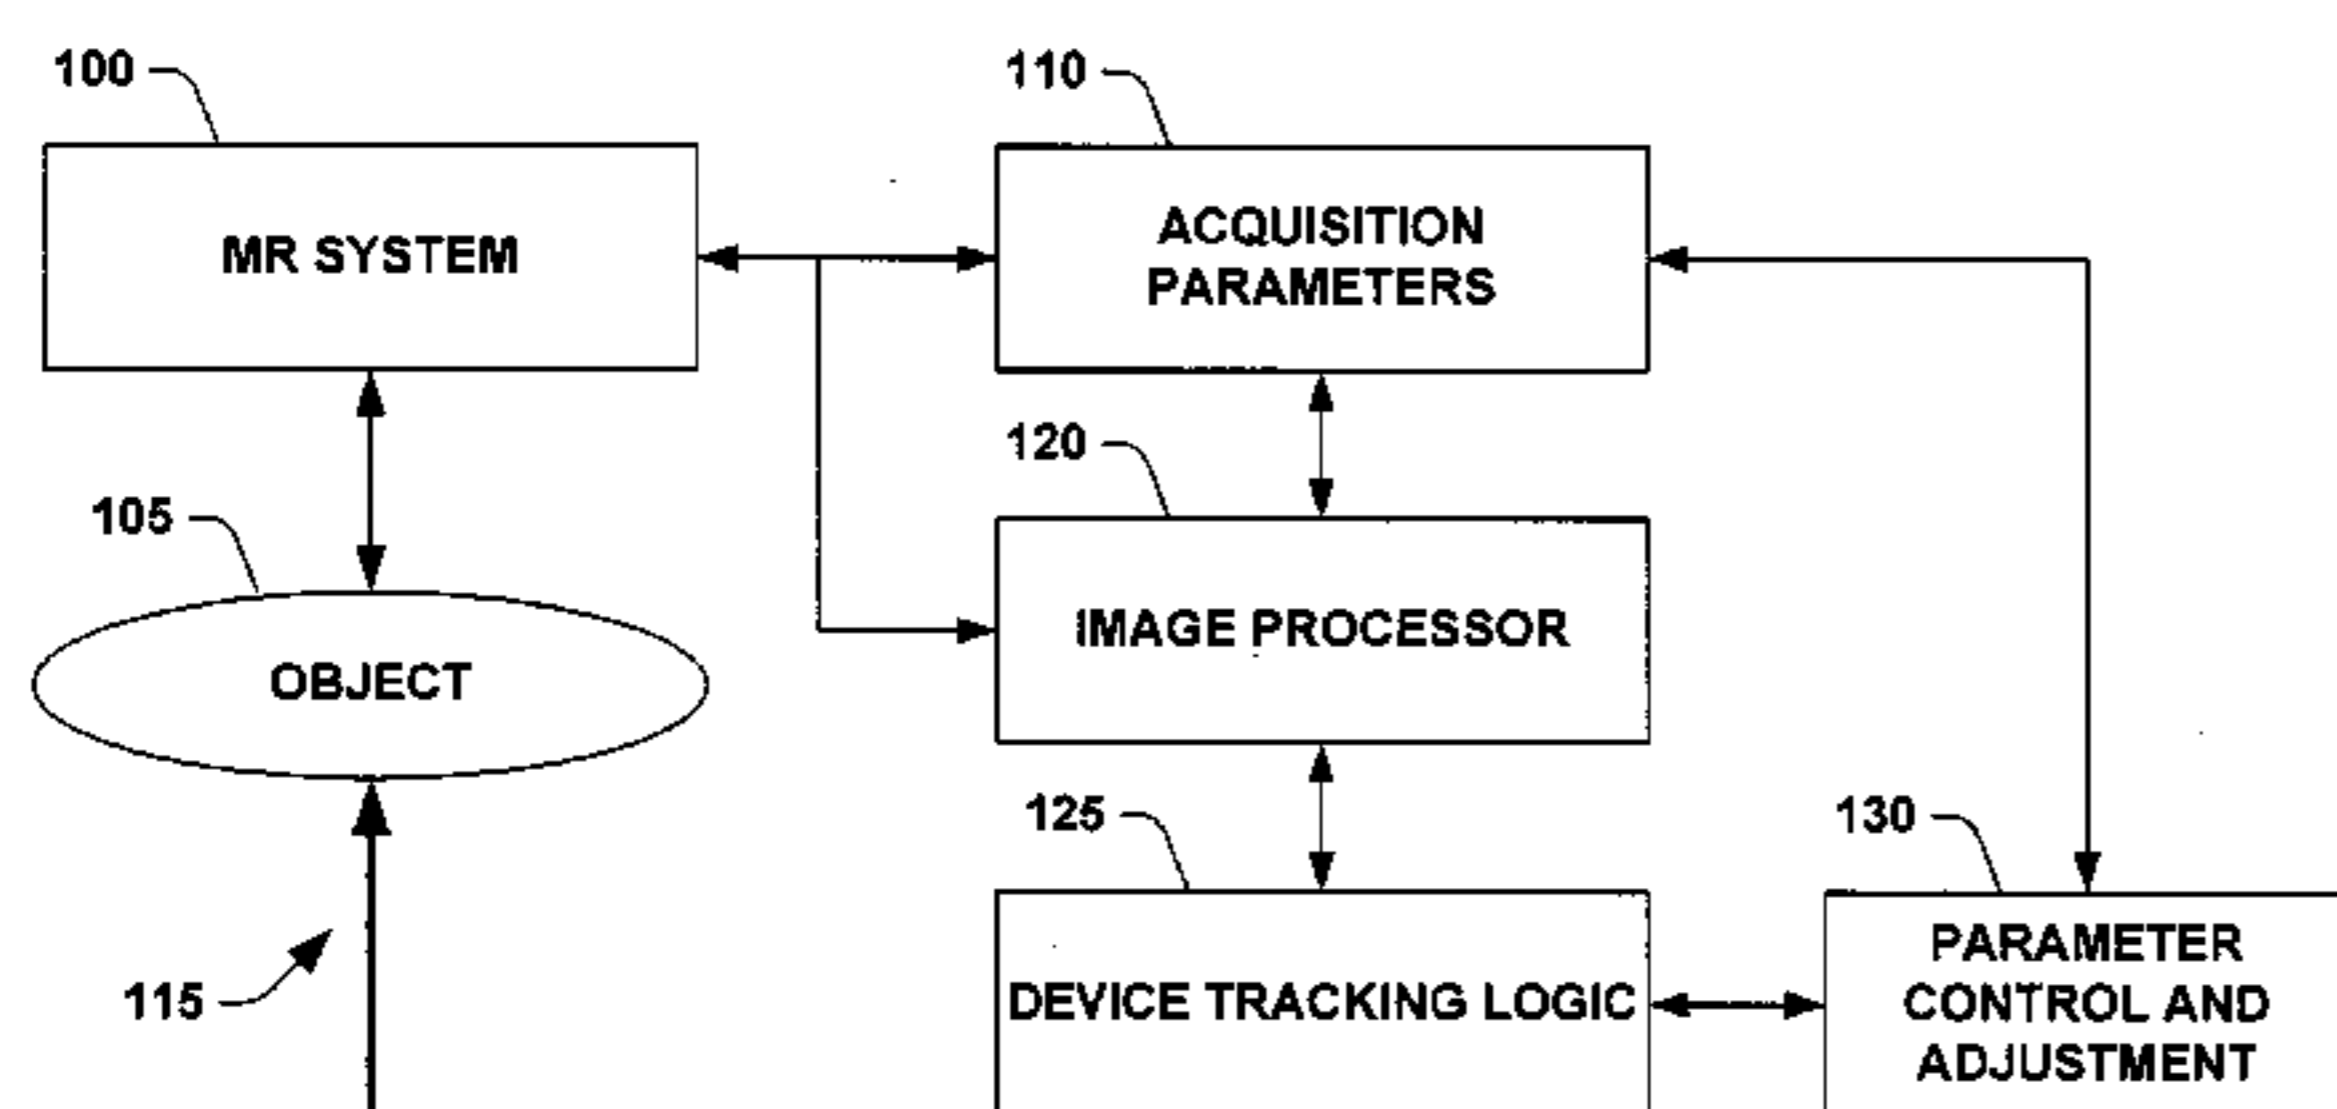 100
110
MR SYSTEM
ACQUISITION
PARAMETERS
120
105
IMAGE PROCESSOR
OBJECT
125
130
115
DEVICE TRACKING LOGIC
PARAMETER
CONTROL AND
ADJUSTMENT